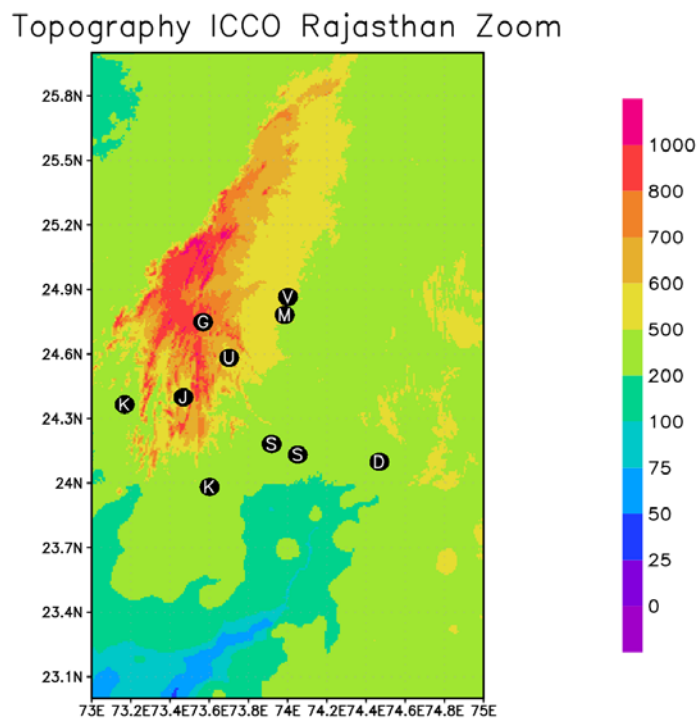 Topography ICCO Rajasthan Zoom
25.8N
25.5N
25.2N
24.9N
24.6N
24.3N
24N
23.7N
23.4N
23.1N
73E 73.2E 73.4E 73.6E 73.8E 74E 74.2E 74.4E 74.6E 74.8E 75E
V
M
G
U
J
K
S
S
D
K
1000
800
700
600
500
200
100
75
50
25
0